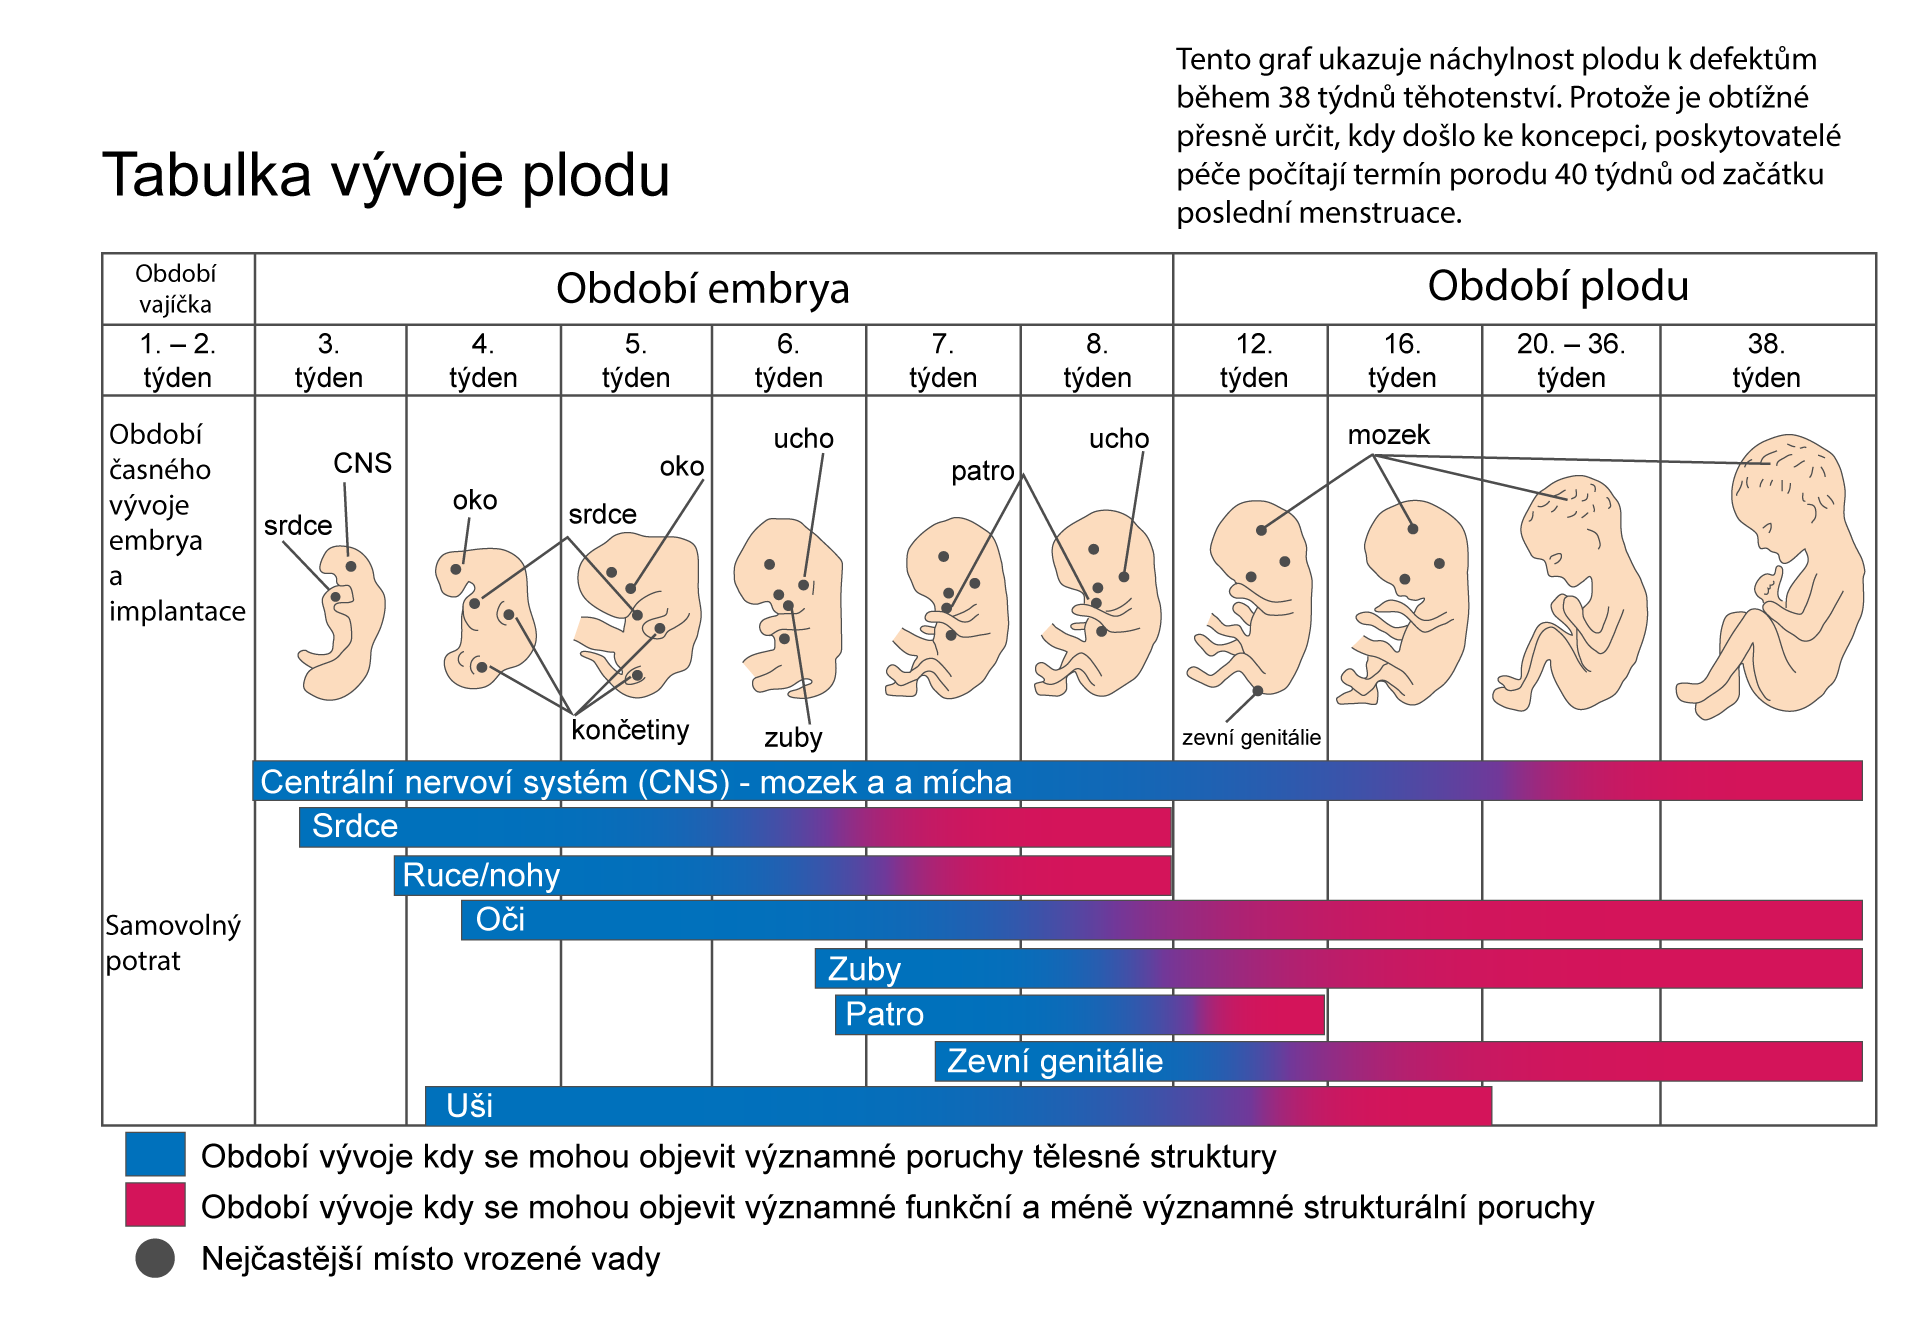 Tento graf ukazuje náchylnost plodu k defektům
během 38 týdnů těhotenství. Protože je obtížné
přesně určit, kdy došlo ke koncepci, poskytovatelé
péče počítají termín porodu 40 týdnů od začátku
poslední menstruace.
Tabulka vývoje plodu
Období
vajíčka
Období embrya
Období plodu
1. – 2.
týden
3.
týden
4.
týden
5.
týden
6.
týden
7.
týden
8.
týden
12.
týden
16.
týden
20. – 36.
týden
38.
týden
Období
časného
vývoje
embrya
a
implantace
CNS
srdce
oko
srdce
oko
končetiny
ucho
zuby
patro
ucho
mozek
zevní genitálie
Centrální nervoví systém (CNS) - mozek a a mícha
Srdce
Ruce/nohy
Oči
Samovolný
potrat
Zuby
Patro
Zevní genitálie
Uši
Období vývoje kdy se mohou objevit významné poruchy tělesné struktury
Období vývoje kdy se mohou objevit významné funkční a méně významné strukturální poruchy
Nejčastější místo vrozené vady